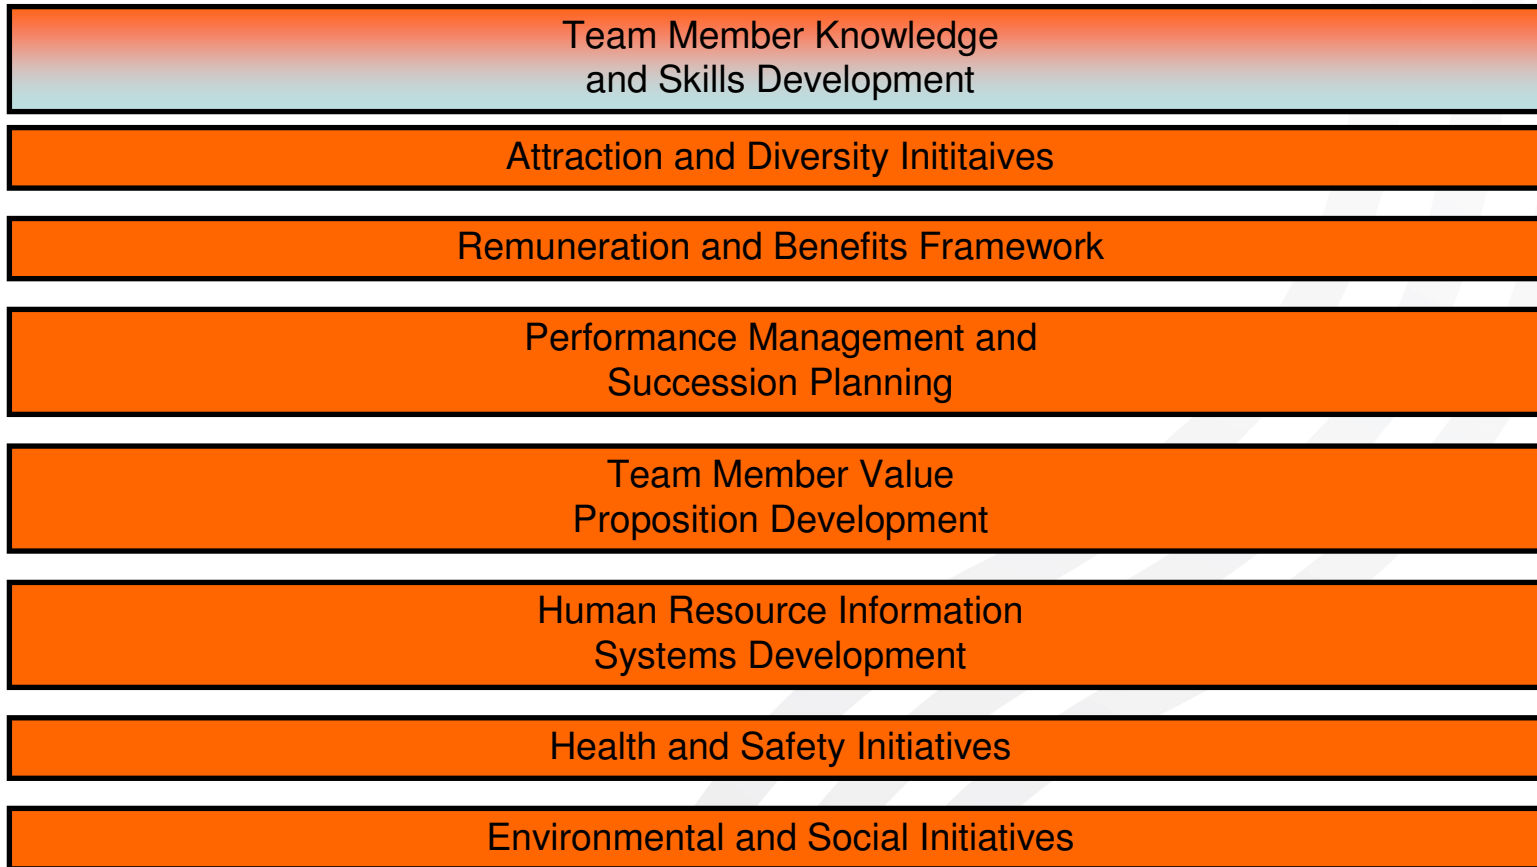 Team Member Knowledge
and Skills Development
Attraction and Diversity Inititaives
Remuneration and Benefits Framework
Performance Management and
Succession Planning
Team Member Value
Proposition Development
Human Resource Information
Systems Development
Health and Safety Initiatives
Environmental and Social Initiatives